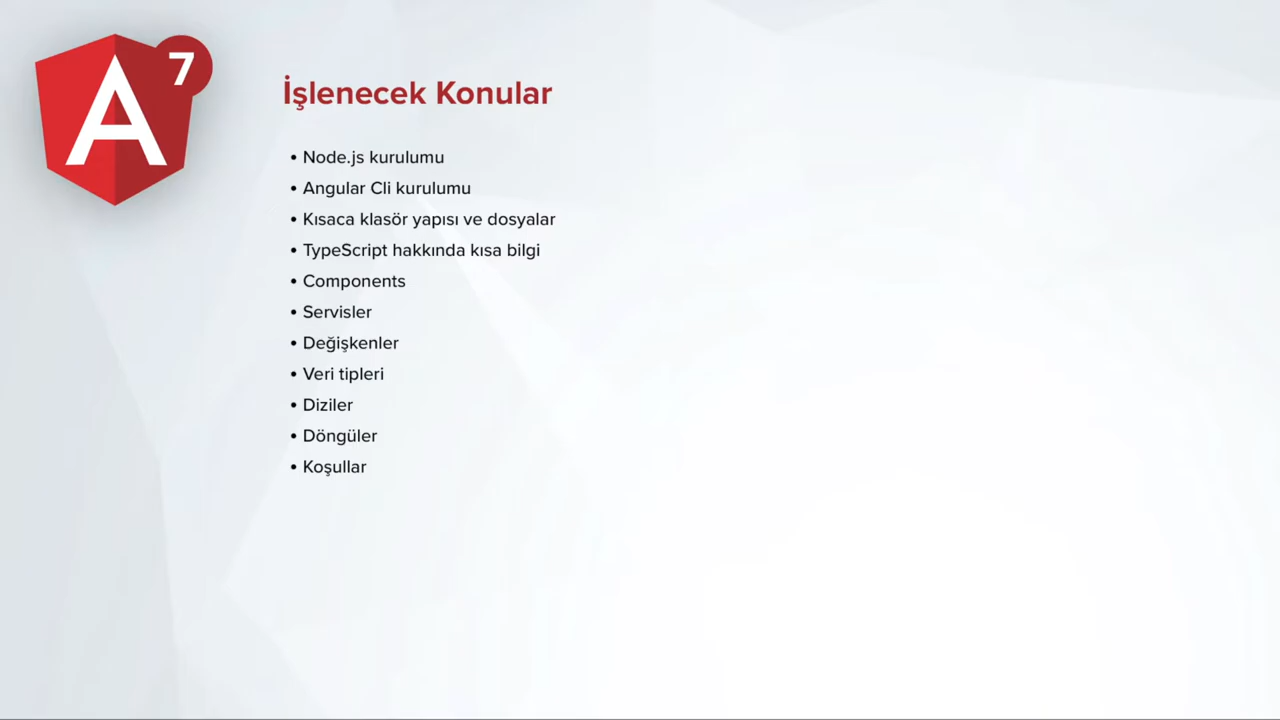 A
7
İşlenecek Konular
• Node.js kurulumu
• Angular Cli kurulumu
• Kısaca klasör yapısı ve dosyalar
• TypeScript hakkında kısa bilgi
• Components
• Servisler
• Değişkenler
• Veri tipleri
• Diziler
• Döngüler
• Koşullar